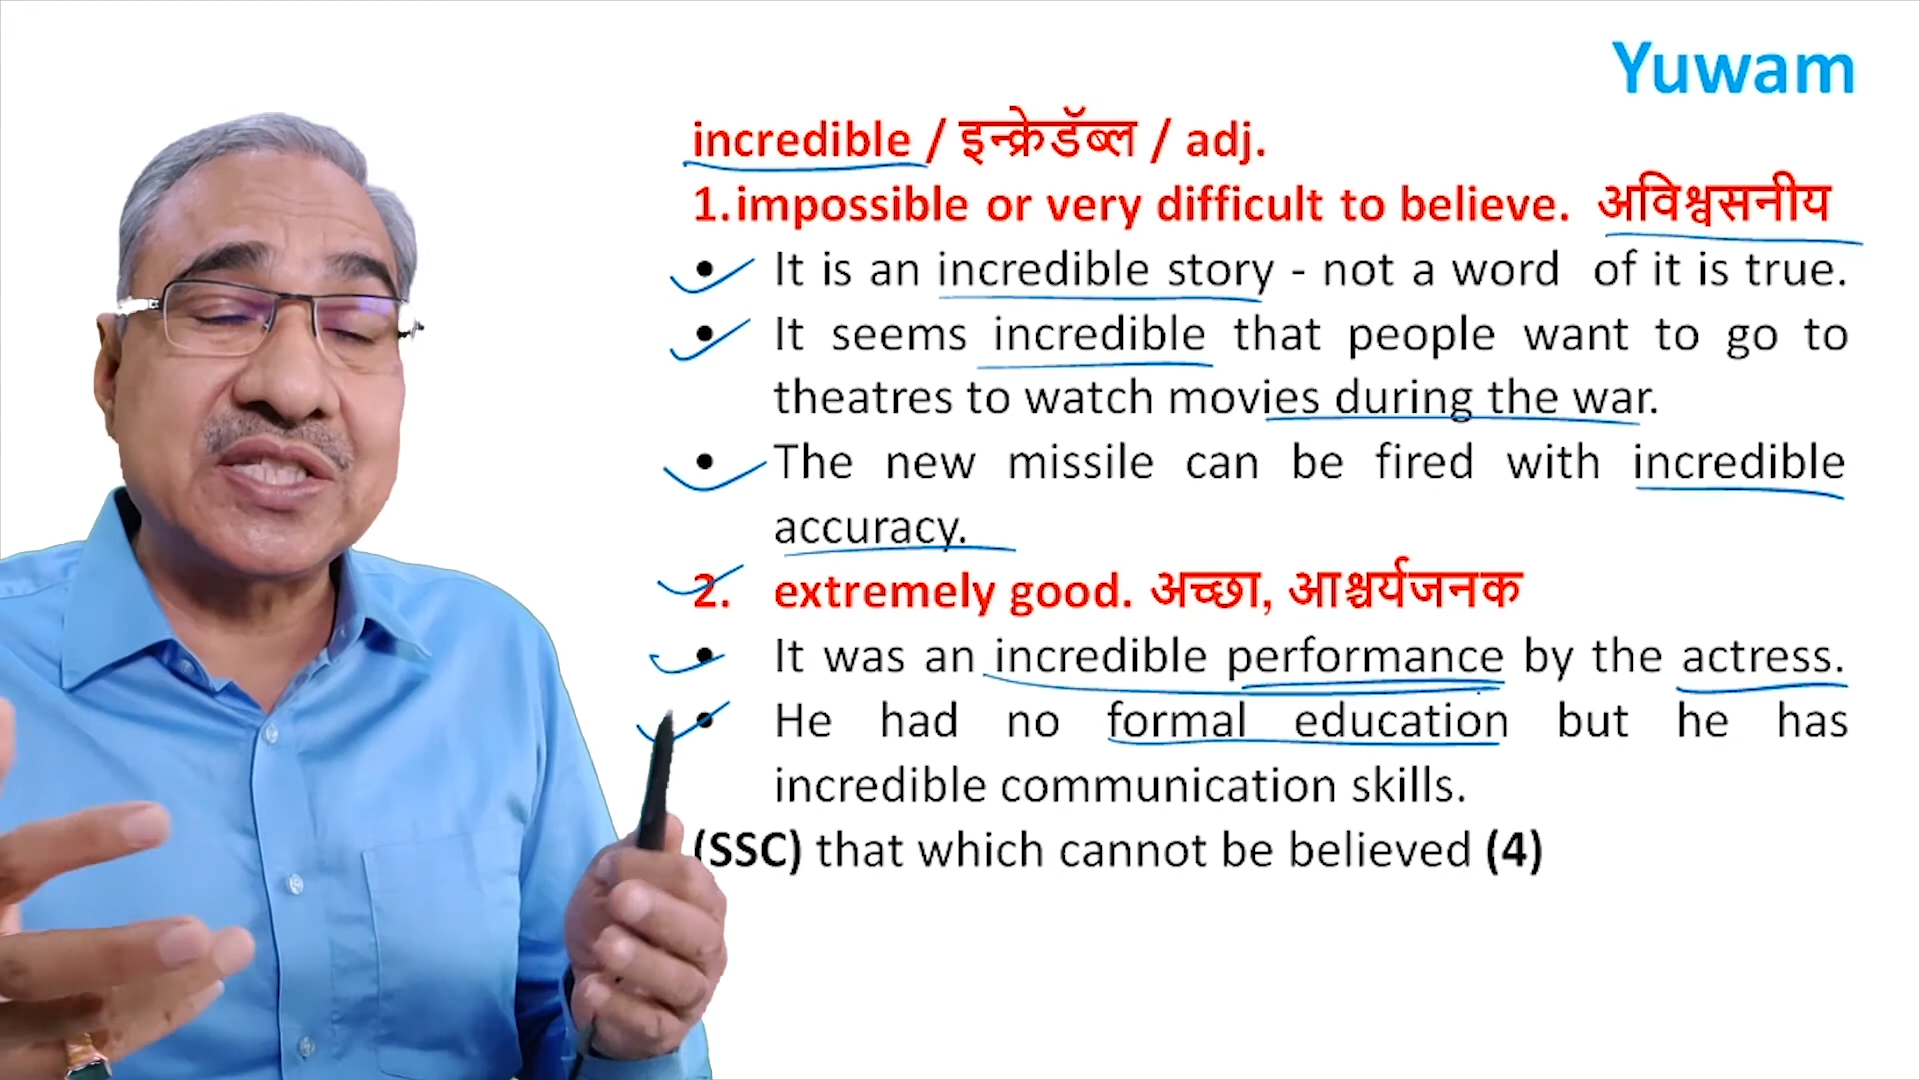 Yuwam
incredible / इन्क्रेडॅब्ल / adj.
1. impossible or very difficult to believe. अविश्वसनीय
• It is an incredible story - not a word of it is true.
• It seems incredible that people want to go to
theatres to watch movies during the war.
• The new missile can be fired with incredible
accuracy.
2. extremely good. अच्छा, आश्चर्यजनक
• It was an incredible performance by the actress.
• He had no formal education but he has
incredible communication skills.
(SSC) that which cannot be believed (4)